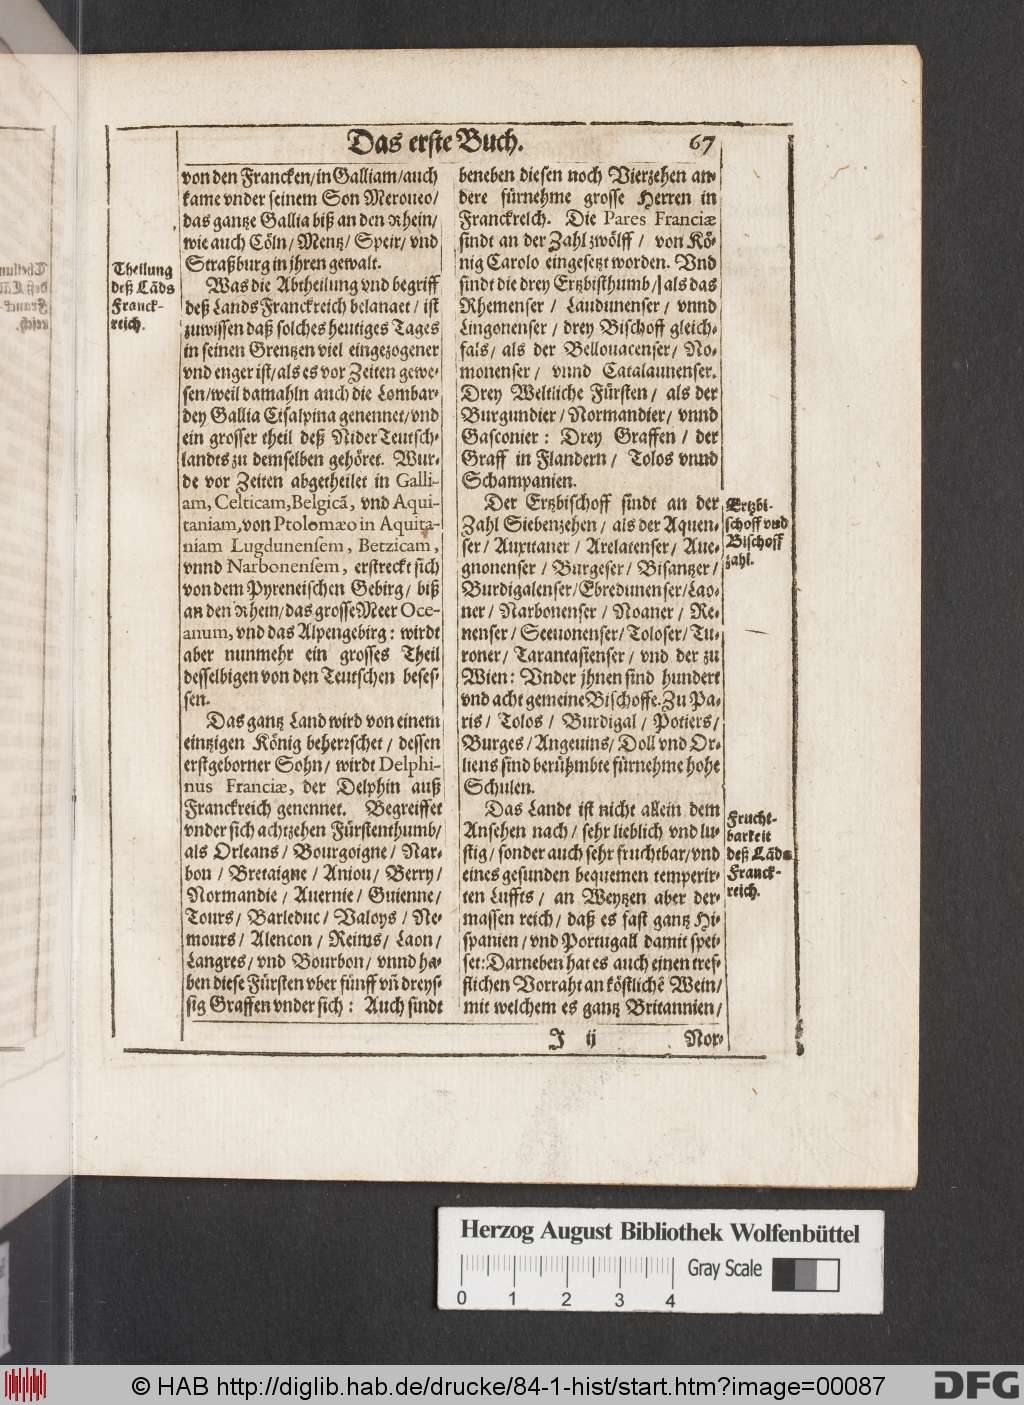 Das erste Buch. 67
von den Francken/in Galliam/auch
kame vnder seinem Son Meroueo/
das gantze Gallia biß an den Rhein/
wie auch Cöln/ Mentz/ Speir/ vnd
Straßburg in jhren gewalt.
Theilung
deß Lãds
Franck-
reich.
Was die Abtheilung vnd begriff
deß Lands Franckreich belanget/ ist
zuwissen daß solches heutiges Tages
in seinen Grentzen viel eingezogener
vnd enger ist/als es vor Zeiten gewe-
sen/weil damahln auch die Lombar-
dey Gallia Cisalpina genennet/vnd
ein grosser theil deß NiderTeutsch-
landts zu demselben gehöret. Wur-
de vor Zeiten abgetheilet in Galli-
am, Celticam, Belgicã, vnd Aqui-
taniam, von Ptolomæo in Aquita-
niam Lugdunensem, Betzicam,
vnnd Narbonensem, erstreckt sich
von dem Pyreneischen Gebirg/ biß
an den Rhein/das grosse Meer Oce-
anum, vnd das Alpengebirg: wirdt
aber nunmehr ein grosses Theil
desselbigen von den Teutschen beses-
sen.
Das gantz Land wird von einem
eintzigen König beherrschet/ dessen
erstgeborner Sohn/ wirdt Delphi-
nus Franciæ, der Delphin auß
Franckreich genennet. Begreiffet
vnder sich achtzehen Fürstenthumb/
als Orleans/ Bourgoigne/ Nar-
bon/ Bretaigne/ Aniou/ Berry/
Normandie/ Auernie/ Guienne/
Tours/ Barleduc/ Valoys/ Ne-
mours/ Alencon/ Reims/ Laon/
Langres/ vnd Bourbon/ vnnd ha-
ben diese Fürsten vber fünff vñ dreys-
sig Graffen vnder sich: Auch sindt
beneben diesen noch Vierzehen an-
dere fürnehme grosse Herren in
Franckreich. Die Pares Franciæ
sindt an der Zahl zwölff/ von Kö-
nig Carolo eingesetzt worden. Vnd
sindt die drey Ertzbisthumb/ als das
Rhemenser/ Laudunenser/ vnnd
Lingonenser/ drey Bischoff gleich-
fals/ als der Bellouacenser/ No-
monenser/ vnnd Catalaunenser.
Drey Weltliche Fürsten/ als der
Burgundier/ Normandier/ vnnd
Gasconier: Drey Graffen/ der
Graff in Flandern/ Tolos vnnd
Schampanien.
Ertzbi-
schoff vnd
Bischoff
zahl.
Der Ertzbischoff sindt an der
Zahl Siebenzehen/ als der Aquen-
ser/ Auxitaner/ Arelatenser/ Aue-
gnonenser/ Burgeser/ Bisantzer/
Burdigalenser/Ebredunenser/Lao-
ner/ Narbonenser/ Roaner/ Re-
nenser/ Seeuonenser/ Toloser/ Tu-
roner/ Tarantasienser/ vnd der zu
Wien: Vnder jhnen sind hundert
vnd acht gemeine Bischoffe. Zu Pa-
ris/ Tolos/ Burdigal/ Potiers/
Burges/ Angeuins/ Doll vnd Or-
liens sind berühmbte fürnehme hohe
Schulen.
Frucht-
barkeit
deß Lãds
Franck-
reich.
Das Landt ist nicht allein dem
Ansehen nach/ sehr lieblich vnd lu-
stig/ sonder auch sehr fruchtbar/vnd
eines gesunden bequemen temperir-
ten Luffts/ an Weytzen aber der-
massen reich/ daß es fast gantz Hi-
spanien/ vnd Portugall damit spei-
set: Darneben hat es auch einen tref-
flichen Vorraht an köstlichẽ Wein/
mit welchem es gantz Britannien/
J ij Nor-
Herzog August Bibliothek Wolfenbüttel
Gray Scale
0 1 2 3 4
© HAB http://diglib.hab.de/drucke/84-1-hist/start.htm?image=00087
DFG